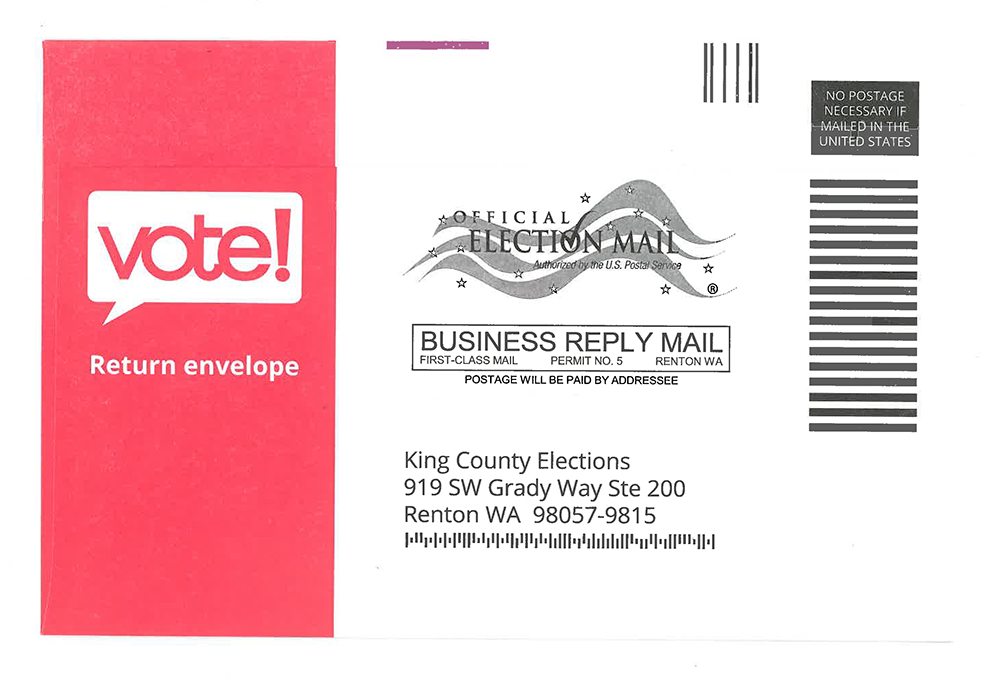 vote!
Return envelope
NO POSTAGE
NECESSARY IF
MAILED IN THE
UNITED STATES
OFFICIAL
ELECTION MAIL
Authorized by the U.S. Postal Service
®
BUSINESS REPLY MAIL
FIRST-CLASS MAIL PERMIT NO. 5 RENTON WA
POSTAGE WILL BE PAID BY ADDRESSEE
King County Elections
919 SW Grady Way Ste 200
Renton WA 98057-9815